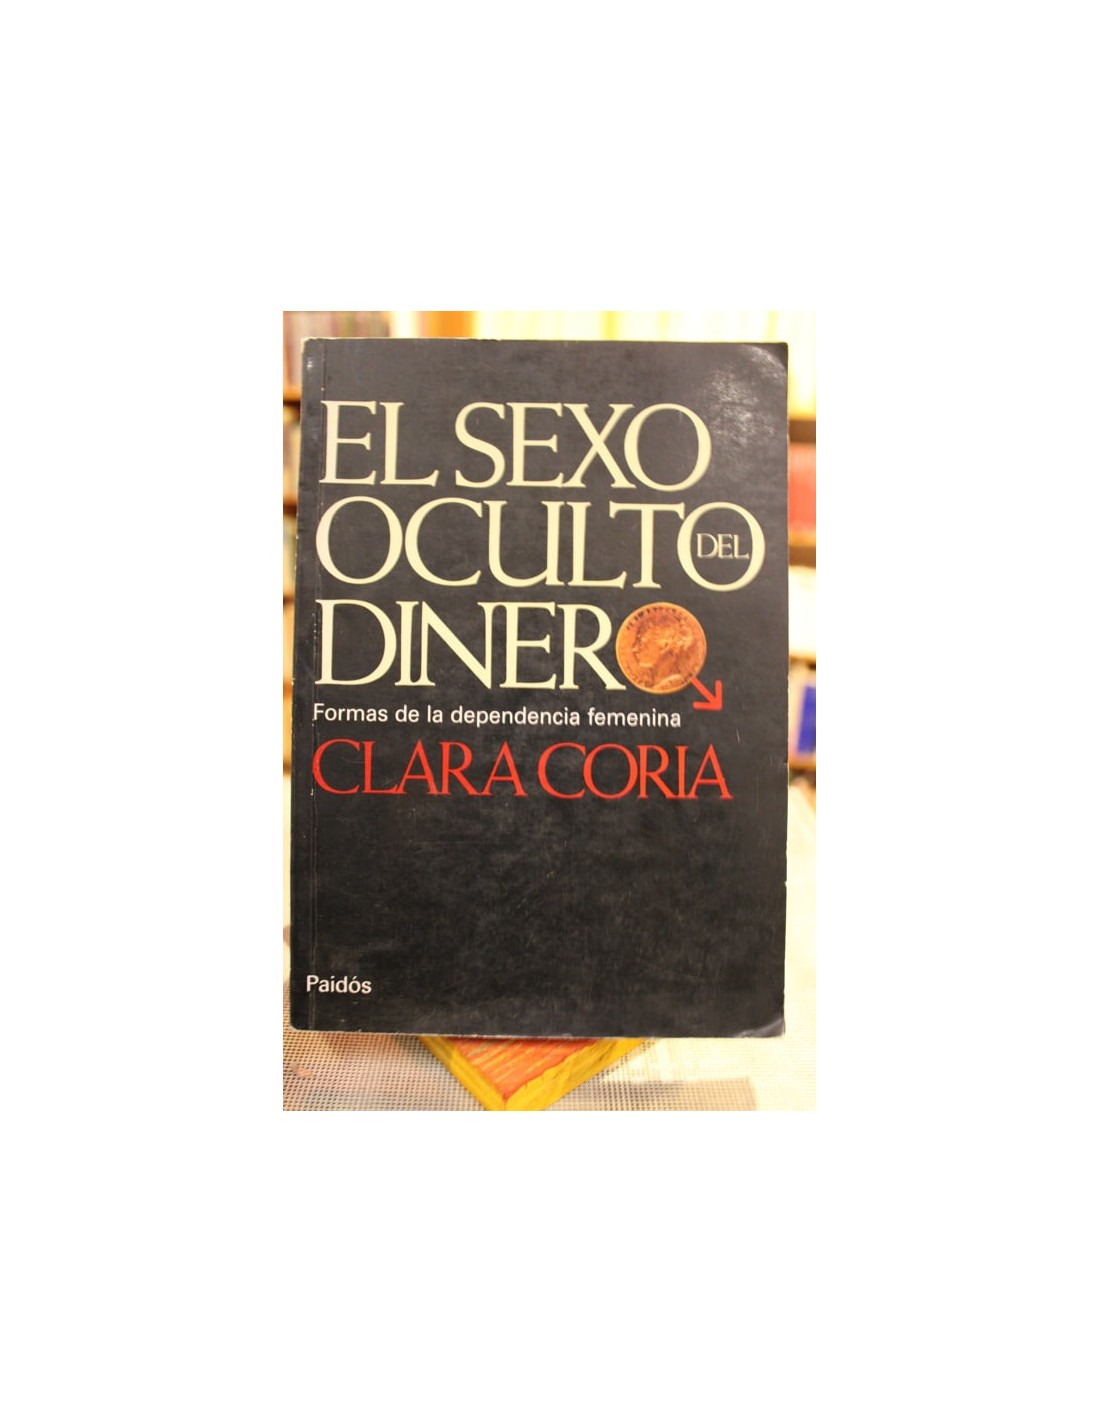 EL SEXO
OCULTO DEL
DINERO
Formas de la dependencia femenina
CLARA CORIA
Paidós